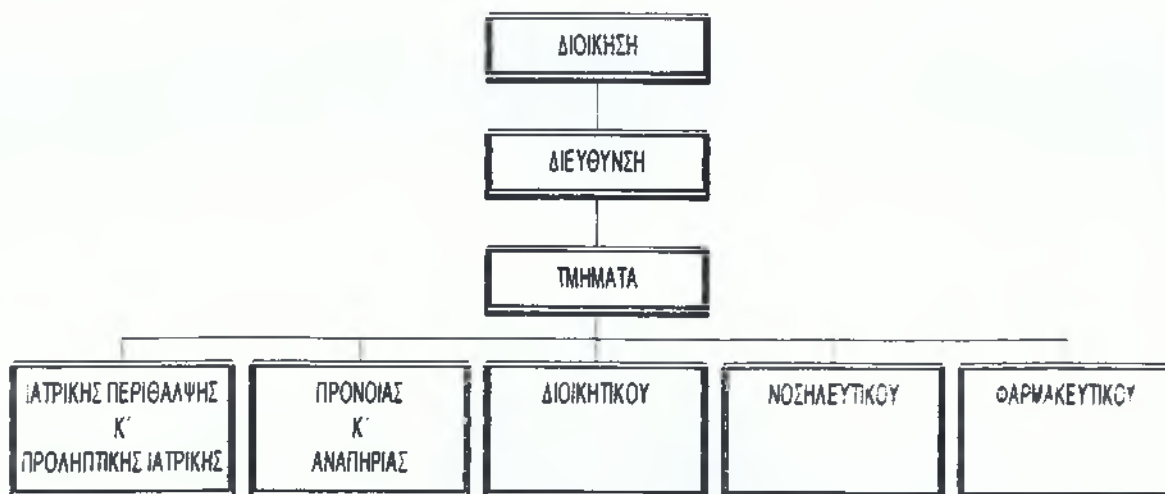 ΔΙΟΙΚΗΣΗ
ΔΙΕΥΘΥΝΣΗ
ΤΜΗΜΑΤΑ
ΙΑΤΡΙΚΗΣ ΠΕΡΙΘΑΛΨΗΣ
Κ΄
ΠΡΟΛΗΠΤΙΚΗΣ ΙΑΤΡΙΚΗΣ
ΠΡΟΝΟΙΑΣ
Κ΄
ΑΝΑΠΗΡΙΑΣ
ΔΙΟΙΚΗΤΙΚΟΥ
ΝΟΣΗΛΕΥΤΙΚΟΥ
ΦΑΡΜΑΚΕΥΤΙΚΟΥ